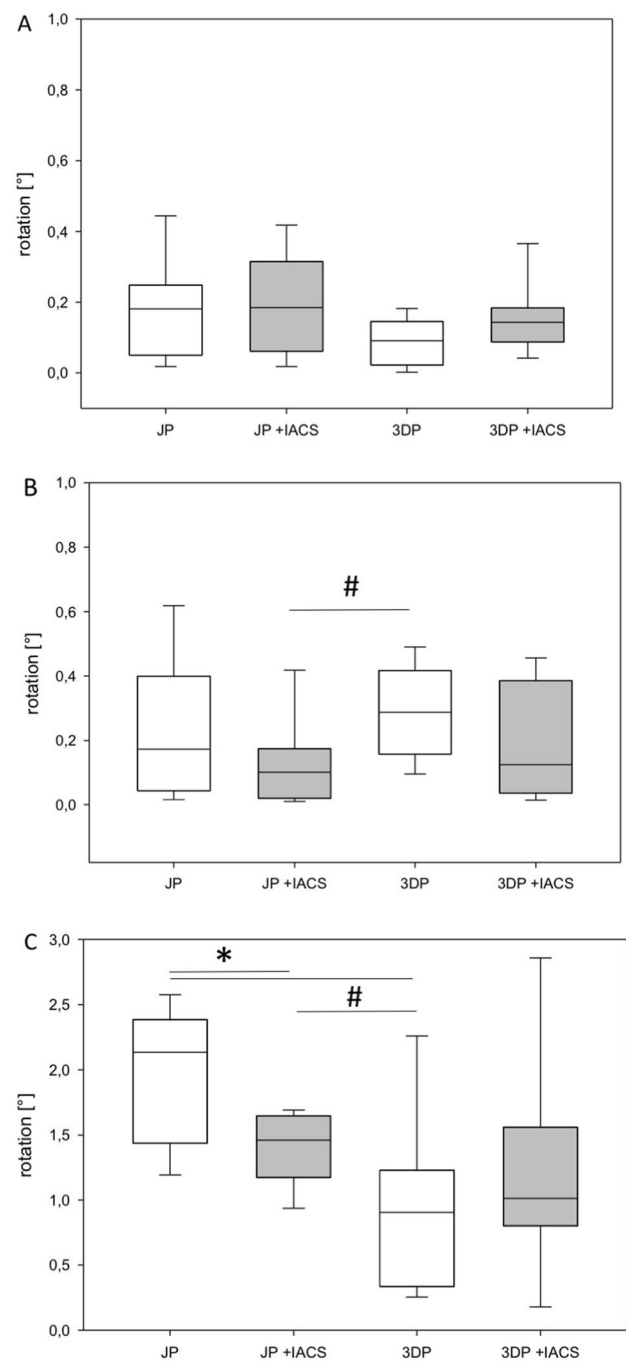 A
1,0
0,8
0,6
0,4
0,2
0,0
rotation [°]
JP JP +IACS 3DP 3DP +IACS
B
1,0
0,8
0,6
0,4
0,2
0,0
rotation [°]
#
JP JP +IACS 3DP 3DP +IACS
C
3,0
2,5
2,0
1,5
1,0
0,5
0,0
rotation [°]
*
#
JP JP +IACS 3DP 3DP +IACS